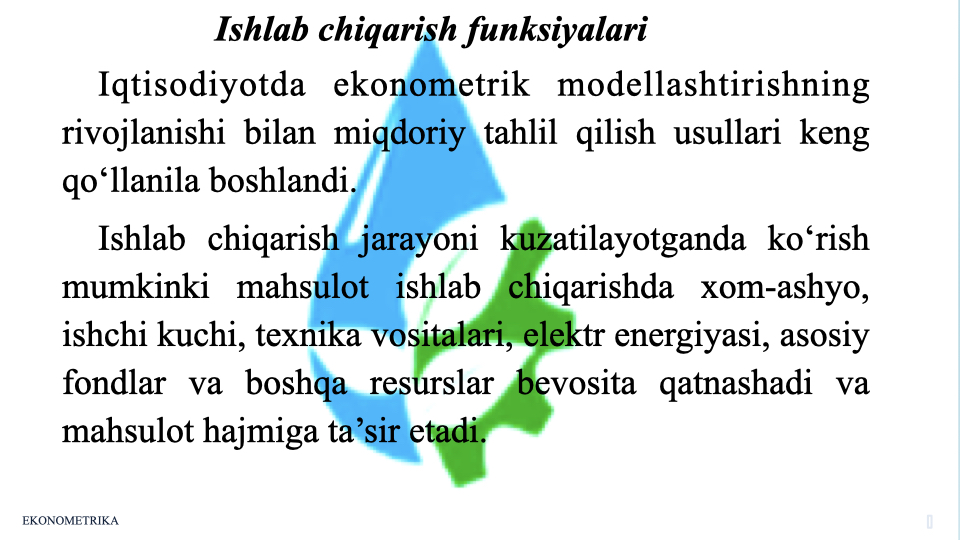 Ishlab chiqarish funksiyalari
Iqtisodiyotda ekonometrik modellashtirishning
rivojlanishi bilan miqdoriy tahlil qilish usullari keng
qo‘llanila boshlandi.
Ishlab chiqarish jarayoni kuzatilayotganda ko‘rish
mumkinki mahsulot ishlab chiqarishda xom-ashyo,
ishchi kuchi, texnika vositalari, elektr energiyasi, asosiy
fondlar va boshqa resurslar bevosita qatnashadi va
mahsulot hajmiga ta’sir etadi.
EKONOMETRIKA